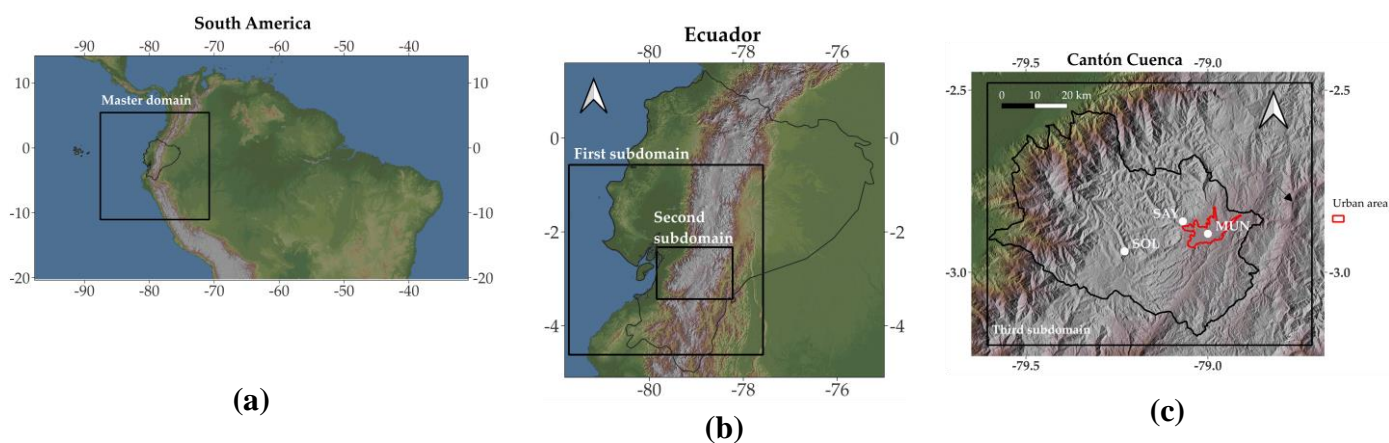 South America
-90 -80 -70 -60 -50 -40
10 10
Master domain
0 0
-10 -10
-20 -20
-90 -80 -70 -60 -50 -40
(a)
Ecuador
-80 -78 -76
0 0
First subdomain
Second
subdomain
-2 -2
-4 -4
-80 -78 -76
(b)
Cantón Cuenca
-79.5 -79.0
-2.5 -2.5
0 10 20 km
Urban area
SAY
MUN
SOL
-3.0 -3.0
Third subdomain
-79.5 -79.0
(c)